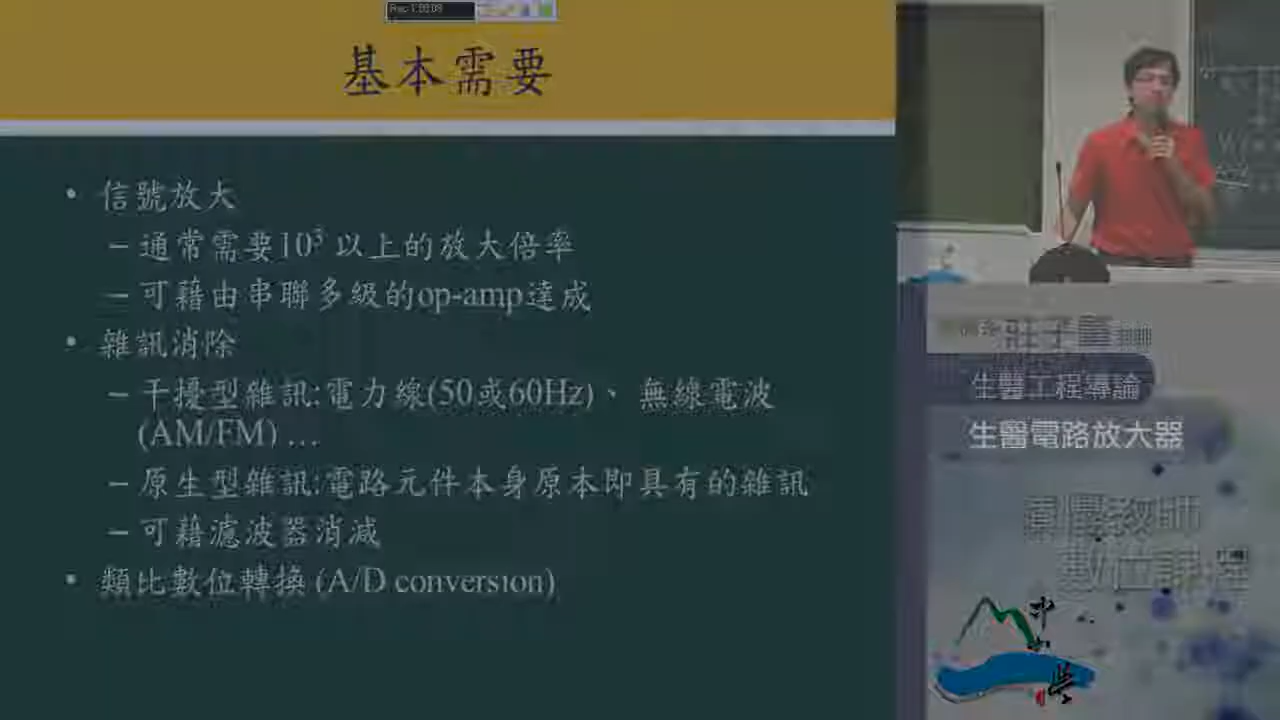 基本需要
• 信號放大
– 通常需要10³ 以上的放大倍率
– 可藉由串聯多級的op-amp達成
• 雜訊消除
– 干擾型雜訊:電力線(50或60Hz)、無線電波
(AM/FM) …
– 原生型雜訊:電路元件本身原本即具有的雜訊
– 可藉濾波器消減
• 類比數位轉換 (A/D conversion)
生醫工程導論
生醫電路放大器
數位課程